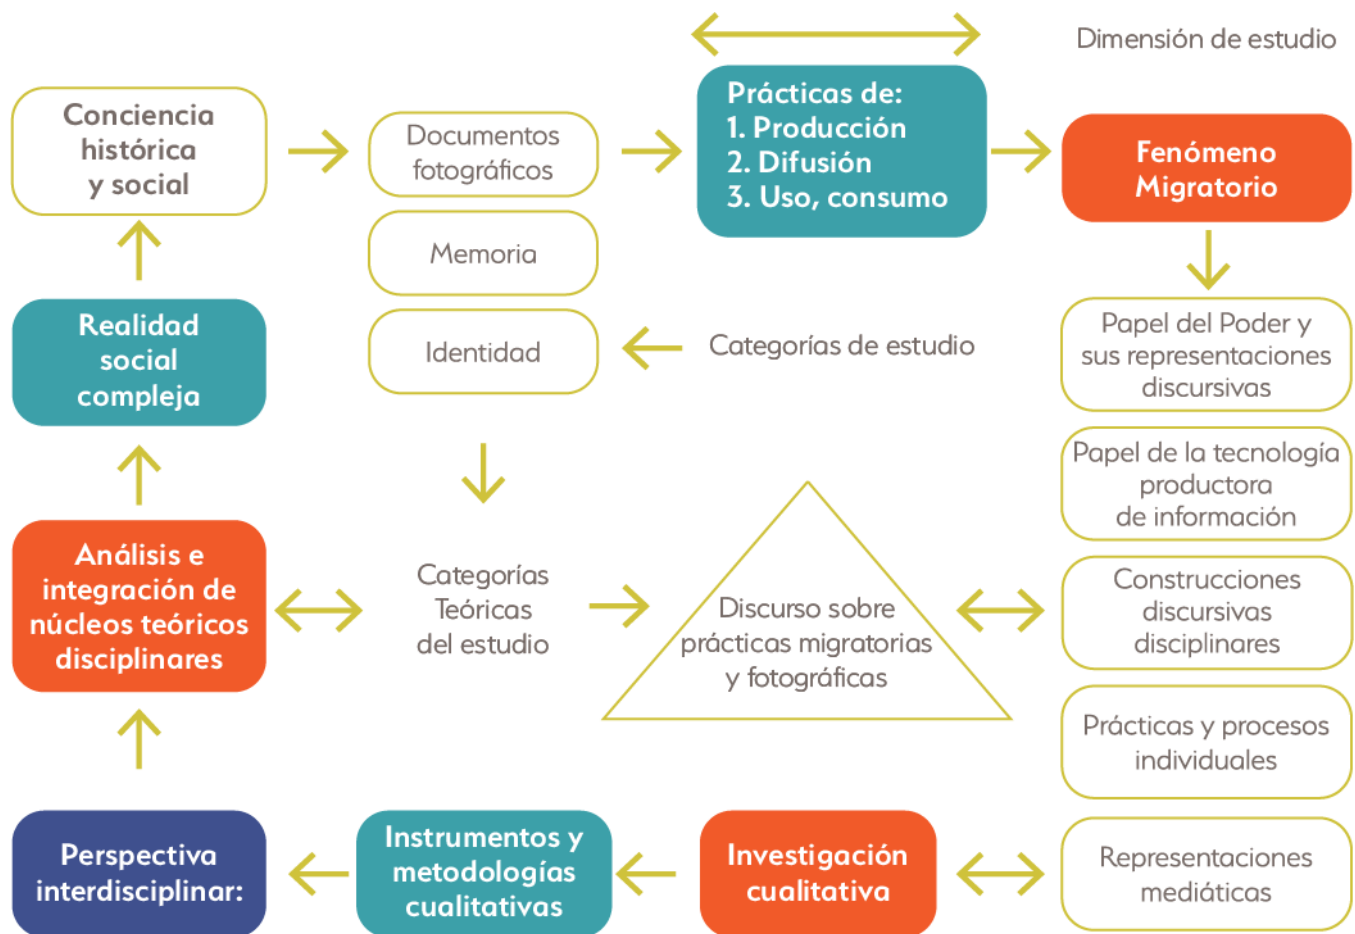 Dimensión de estudio
Conciencia
histórica
y social
Documentos
fotográficos
Prácticas de:
1. Producción
2. Difusión
3. Uso, consumo
Fenómeno
Migratorio
Memoria
Identidad
Categorías de estudio
Realidad
social
compleja
Papel del Poder y
sus representaciones
discursivas
Papel de la tecnología
productora
de información
Análisis e
integración de
núcleos teóricos
disciplinares
Categorías
Teóricas
del estudio
Discurso sobre
prácticas migratorias
y fotográficas
Construcciones
discursivas
disciplinares
Prácticas y procesos
individuales
Perspectiva
interdisciplinar:
Instrumentos y
metodologías
cualitativas
Investigación
cualitativa
Representaciones
mediáticas